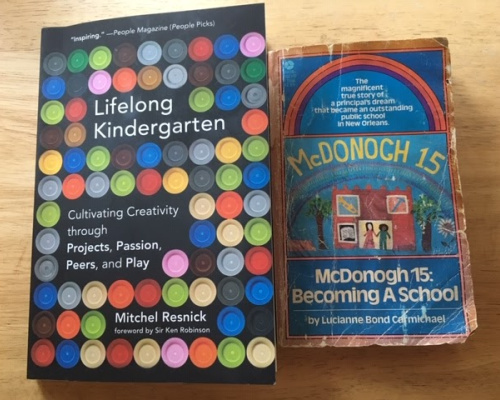 "Inspiring." —People Magazine (People Picks)
Lifelong
Kindergarten
Cultivating Creativity
through
Projects, Passion,
Peers, and Play
Mitchel Resnick
foreword by Sir Ken Robinson
The
magnificent
true story of
a principal's dream
that became an outstanding
public school
in New Orleans.
McDONOGH 15
McDonogh 15:
Becoming A School
by Lucianne Bond Carmichael